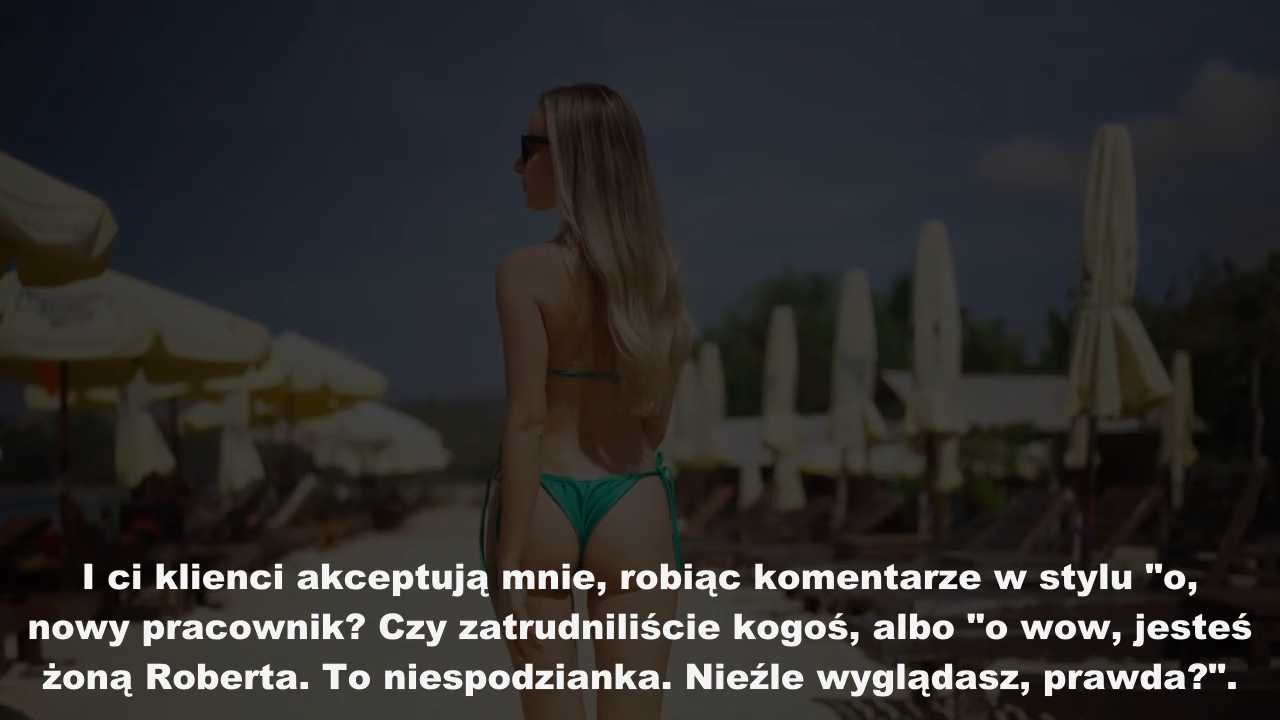 I ci klienci akceptują mnie, robiąc komentarze w stylu "o,
nowy pracownik? Czy zatrudniliście kogoś, albo "o wow, jesteś
żoną Roberta. To niespodzianka. Nieźle wyglądasz, prawda?".